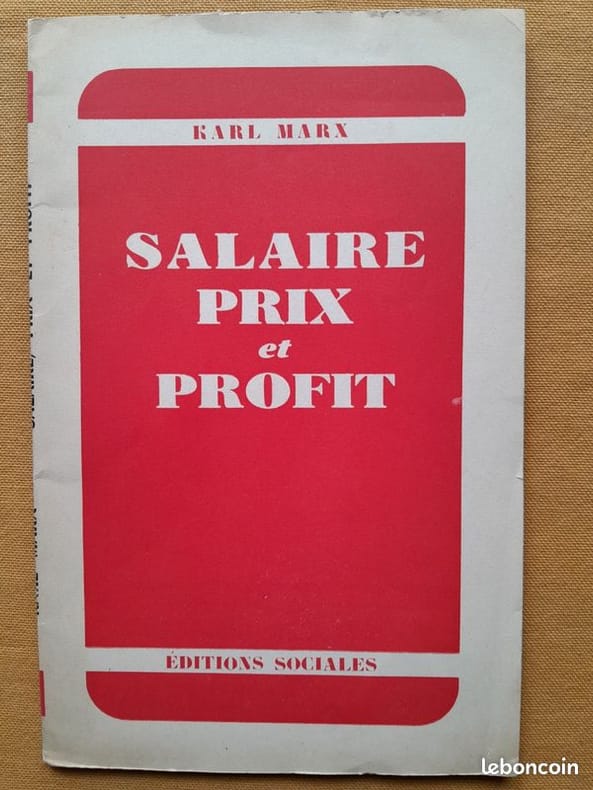 KARL MARX
SALAIRE
PRIX
et
PROFIT
ÉDITIONS SOCIALES
leboncoin